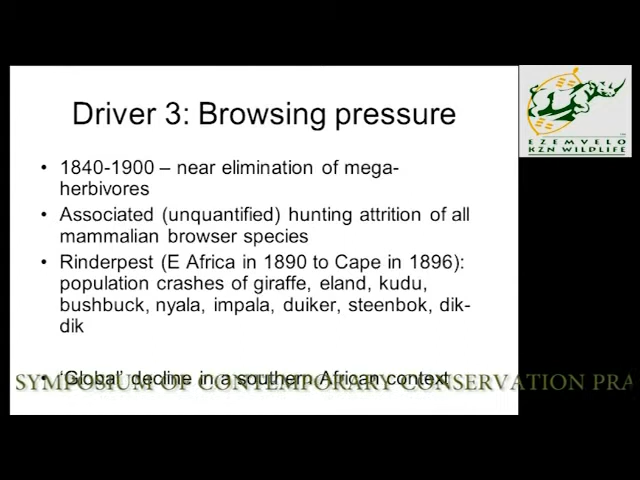 Driver 3: Browsing pressure
• 1840-1900 – near elimination of mega-
herbivores
• Associated (unquantified) hunting attrition of all
mammalian browser species
• Rinderpest (E Africa in 1890 to Cape in 1896):
population crashes of giraffe, eland, kudu,
bushbuck, nyala, impala, duiker, steenbok, dik-
dik
• 'Global' decline in a southern African context
SYMPOSIUM OF CONTEMPORARY CONSERVATION PRA
EZEMVELO
KZN WILDLIFE